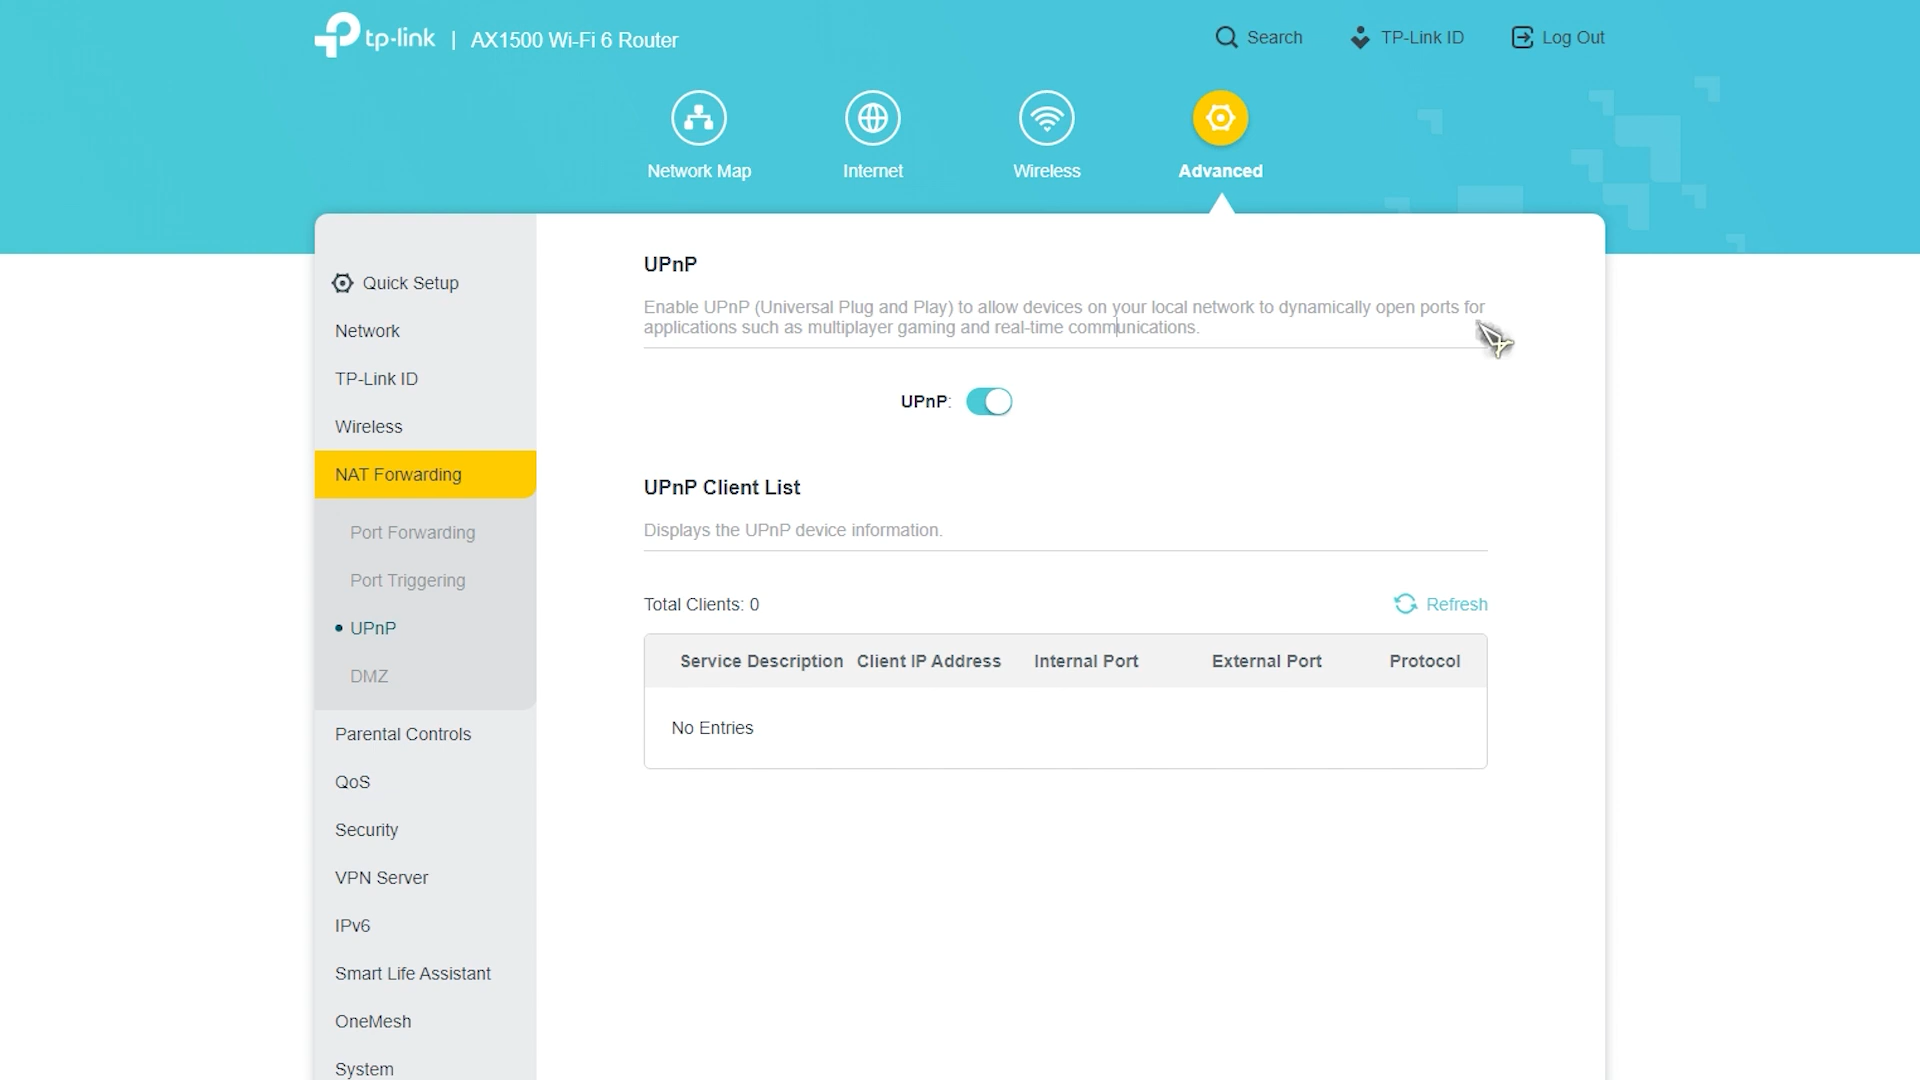 tp-link | AX1500 Wi-Fi 6 Router
Search
TP-Link ID
Log Out
Network Map
Internet
Wireless
Advanced
Quick Setup
Network
TP-Link ID
Wireless
NAT Forwarding
Port Forwarding
Port Triggering
UPnP
DMZ
Parental Controls
QoS
Security
VPN Server
IPv6
Smart Life Assistant
OneMesh
System
UPnP
Enable UPnP (Universal Plug and Play) to allow devices on your local network to dynamically open ports for
applications such as multiplayer gaming and real-time communications.
UPnP:
UPnP Client List
Displays the UPnP device information.
Total Clients: 0
Refresh
Service Description Client IP Address Internal Port External Port Protocol
No Entries